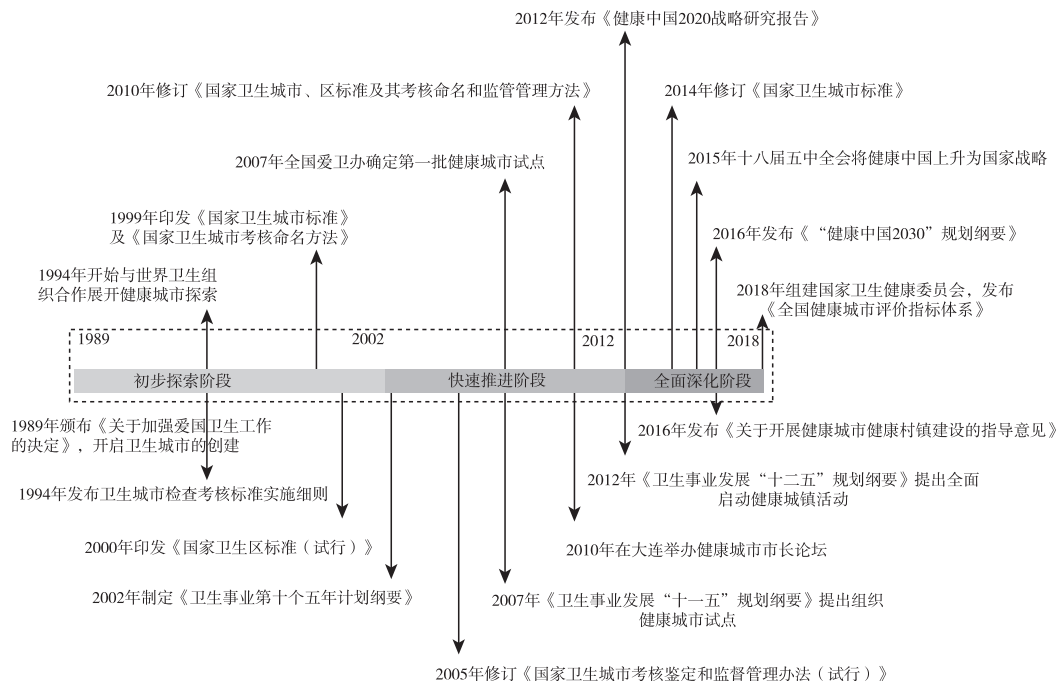 2012年发布《健康中国2020战略研究报告》
2010年修订《国家卫生城市、区标准及其考核命名和监管管理方法》
2014年修订《国家卫生城市标准》
2007年全国爱卫办确定第一批健康城市试点
2015年十八届五中全会将健康中国上升为国家战略
1999年印发《国家卫生城市标准》
及《国家卫生城市考核命名方法》
2016年发布《“健康中国2030”规划纲要》
1994年开始与世界卫生组
织合作展开健康城市探索
2018年组建国家卫生健康委员会，发布
《全国健康城市评价指标体系》
1989
2002
2012
2018
初步探索阶段
快速推进阶段
全面深化阶段
1989年颁布《关于加强爱国卫生工作
的决定》，开启卫生城市的创建
2016年发布《关于开展健康城市健康村镇建设的指导意见》
1994年发布卫生城市检查考核标准实施细则
2012年《卫生事业发展“十二五”规划纲要》提出全面
启动健康城镇活动
2000年印发《国家卫生区标准（试行）》
2010年在大连举办健康城市市长论坛
2002年制定《卫生事业第十个五年计划纲要》
2007年《卫生事业发展“十一五”规划纲要》提出组织
健康城市试点
2005年修订《国家卫生城市考核鉴定和监督管理办法（试行）》